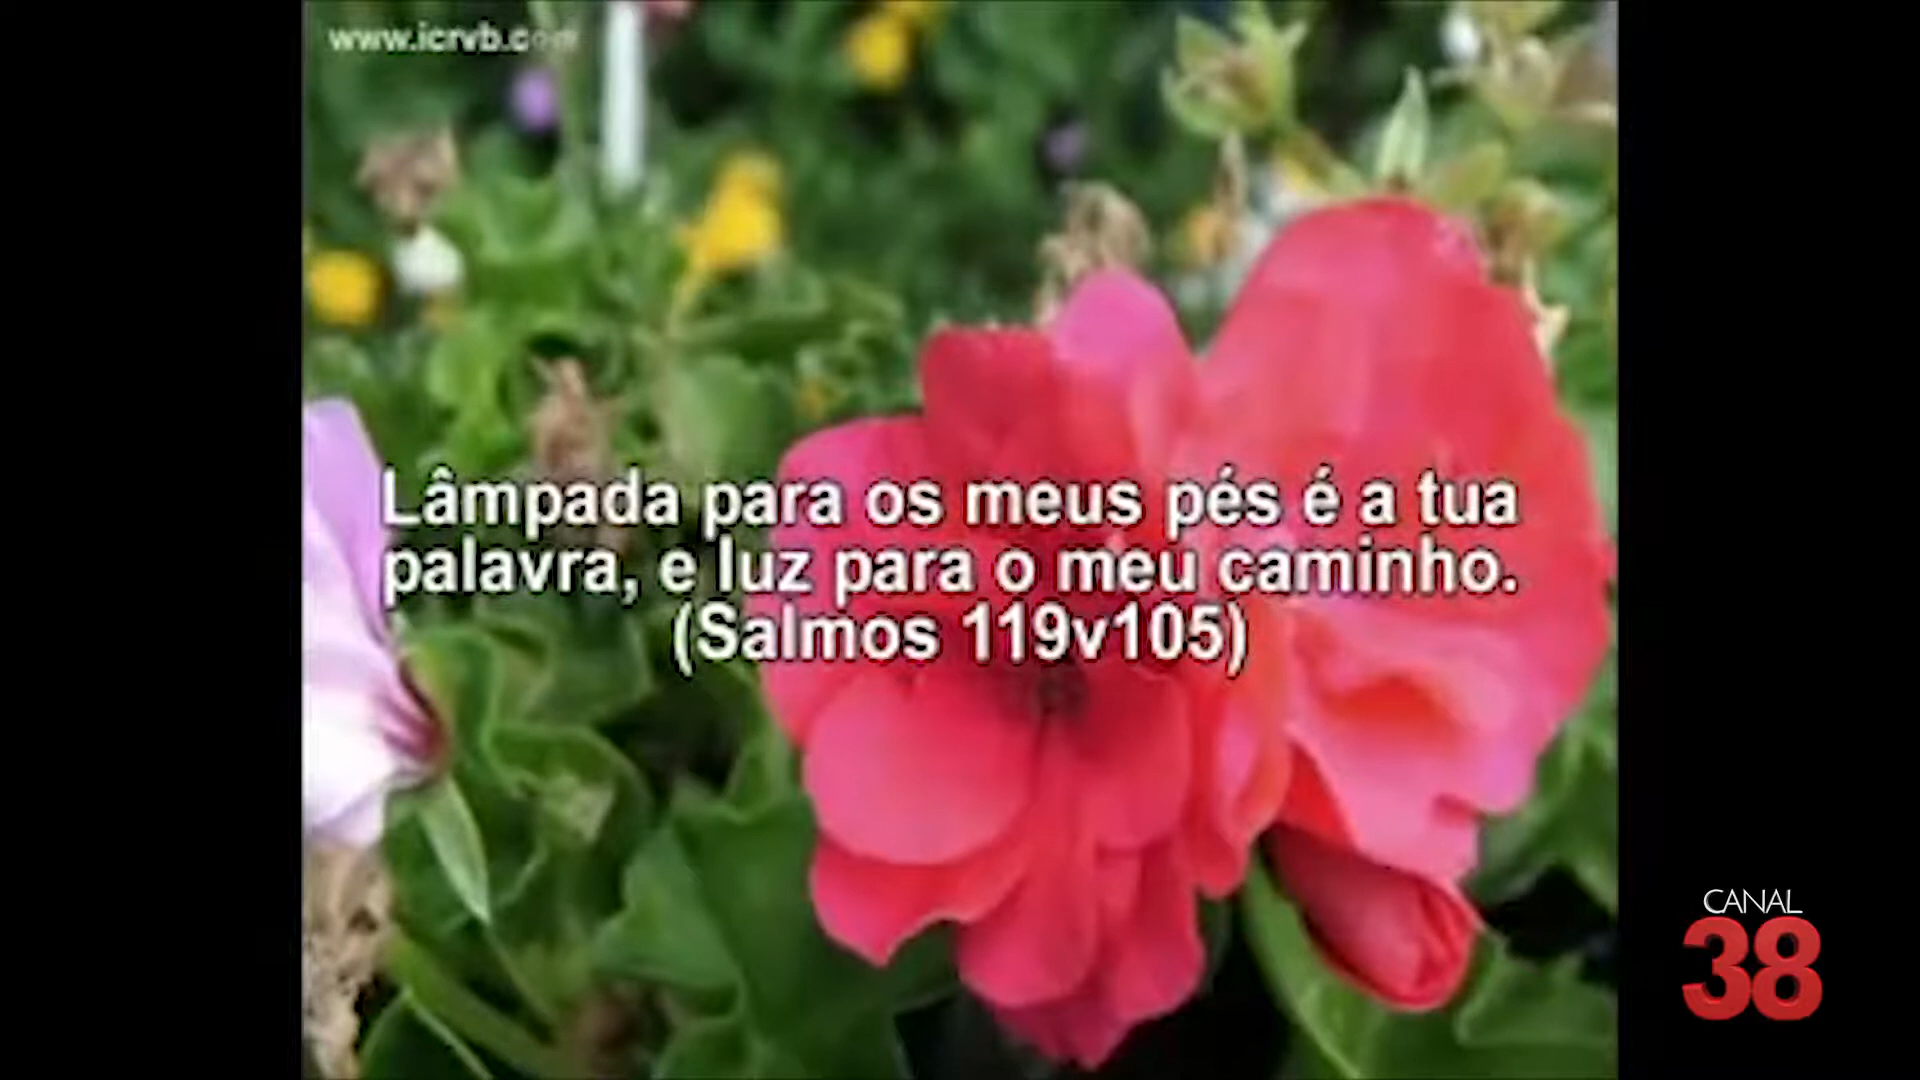 www.icrvb.com
Lâmpada para os meus pés é a tua
palavra, e luz para o meu caminho.
(Salmos 119v105)
CANAL
38